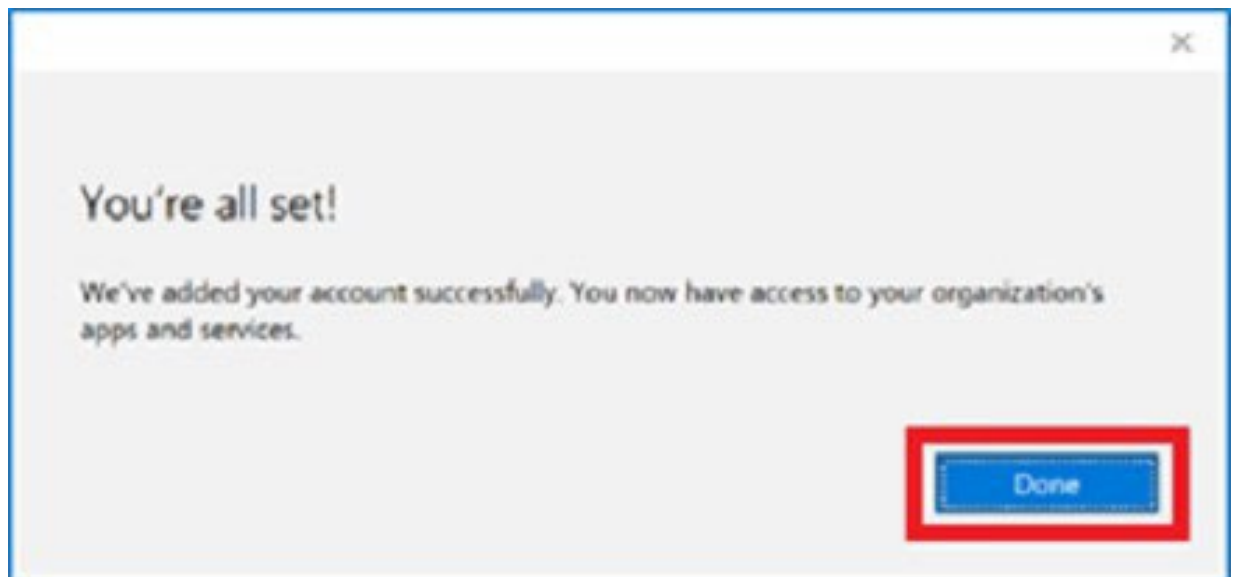 You're all set!
We've added your account successfully. You now have access to your organization's
apps and services.
Done